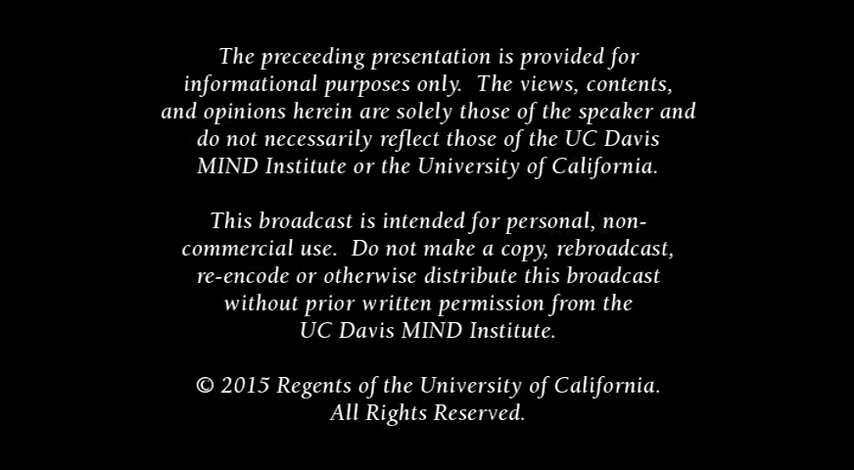 The preceeding presentation is provided for
informational purposes only.  The views, contents,
and opinions herein are solely those of the speaker and
do not necessarily reflect those of the UC Davis
MIND Institute or the University of California.
This broadcast is intended for personal, non-
commercial use.  Do not make a copy, rebroadcast,
re-encode or otherwise distribute this broadcast
without prior written permission from the
UC Davis MIND Institute.
© 2015 Regents of the University of California.
All Rights Reserved.